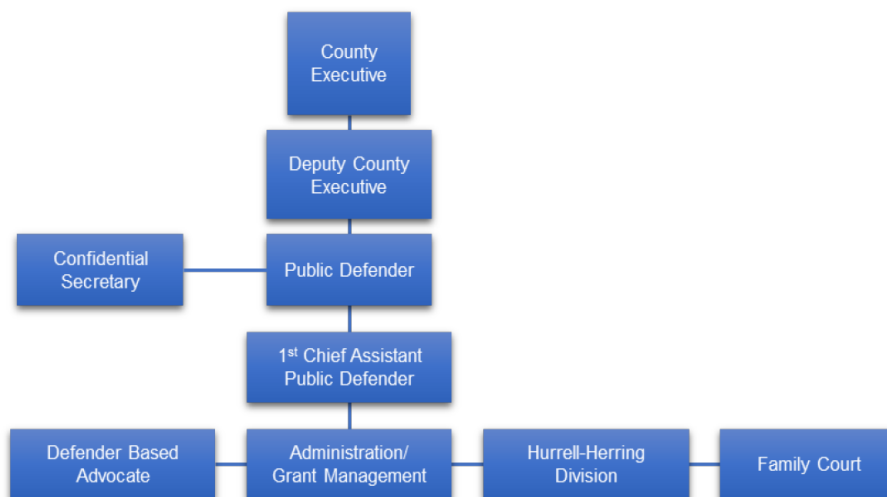 County
Executive
Deputy County
Executive
Confidential
Secretary
Public Defender
1st Chief Assistant
Public Defender
Defender Based
Advocate
Administration/
Grant Management
Hurrell-Herring
Division
Family Court